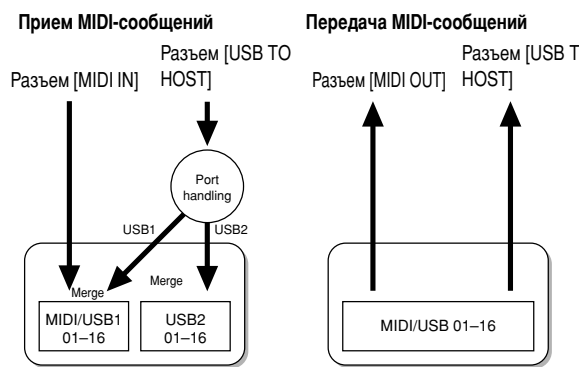 Прием MIDI-сообщений
Разъем [MIDI IN]
Разъем [USB TO
HOST]
Port
handling
USB1
USB2
Merge
Merge
MIDI/USB1
01–16
USB2
01–16
Передача MIDI-сообщений
Разъем [MIDI OUT]
Разъем [USB T
HOST]
MIDI/USB 01–16